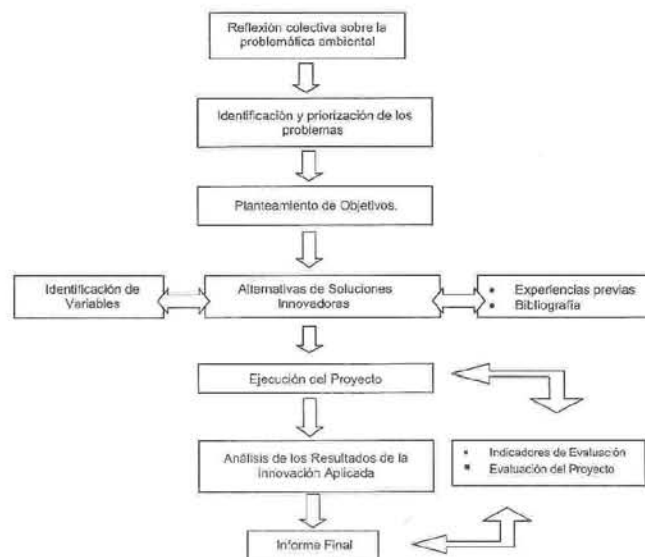 Reflexión colectiva sobre la
problemática ambiental
Identificación y priorización de los
problemas
Planteamiento de Objetivos.
Identificación de
Variables
Alternativas de Soluciones
Innovadoras
• Experiencias previas
• Bibliografía
Ejecución del Proyecto
Análisis de los Resultados de la
Innovación Aplicada
• Indicadores de Evaluación
• Evaluación del Proyecto
Informe Final